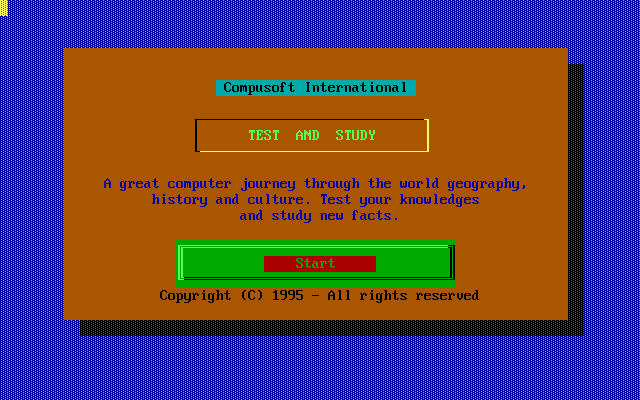 Compusoft International
TEST AND STUDY
A great computer journey through the world geography,
history and culture. Test your knowledges
and study new facts.
Start
Copyright (C) 1995 - All rights reserved